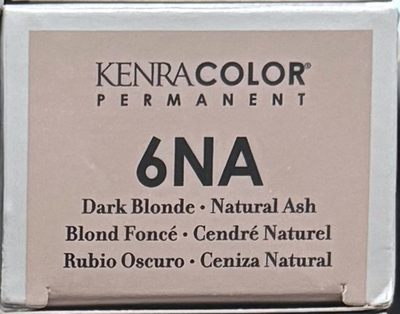 KENRACOLOR®
PERMANENT
6NA
Dark Blonde • Natural Ash
Blond Foncé • Cendré Naturel
Rubio Oscuro • Ceniza Natural